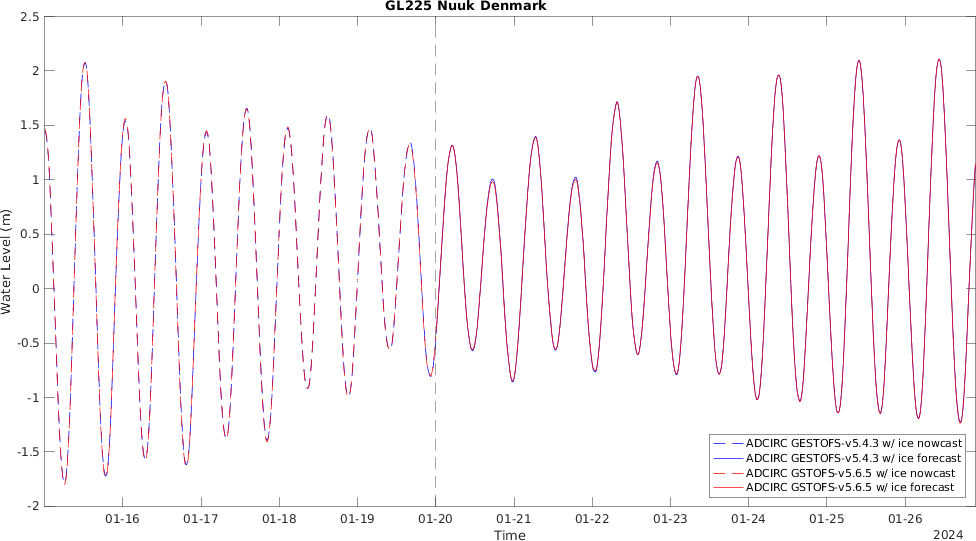 GL225 Nuuk Denmark
Water Level (m)
2.5
2
1.5
1
0.5
0
-0.5
-1
-1.5
-2
ADCIRC GESTOFS-v5.4.3 w/ ice nowcast
ADCIRC GESTOFS-v5.4.3 w/ ice forecast
ADCIRC GSTOFS-v5.6.5 w/ ice nowcast
ADCIRC GSTOFS-v5.6.5 w/ ice forecast
01-16 01-17 01-18 01-19 01-20 01-21 01-22 01-23 01-24 01-25 01-26
Time
2024